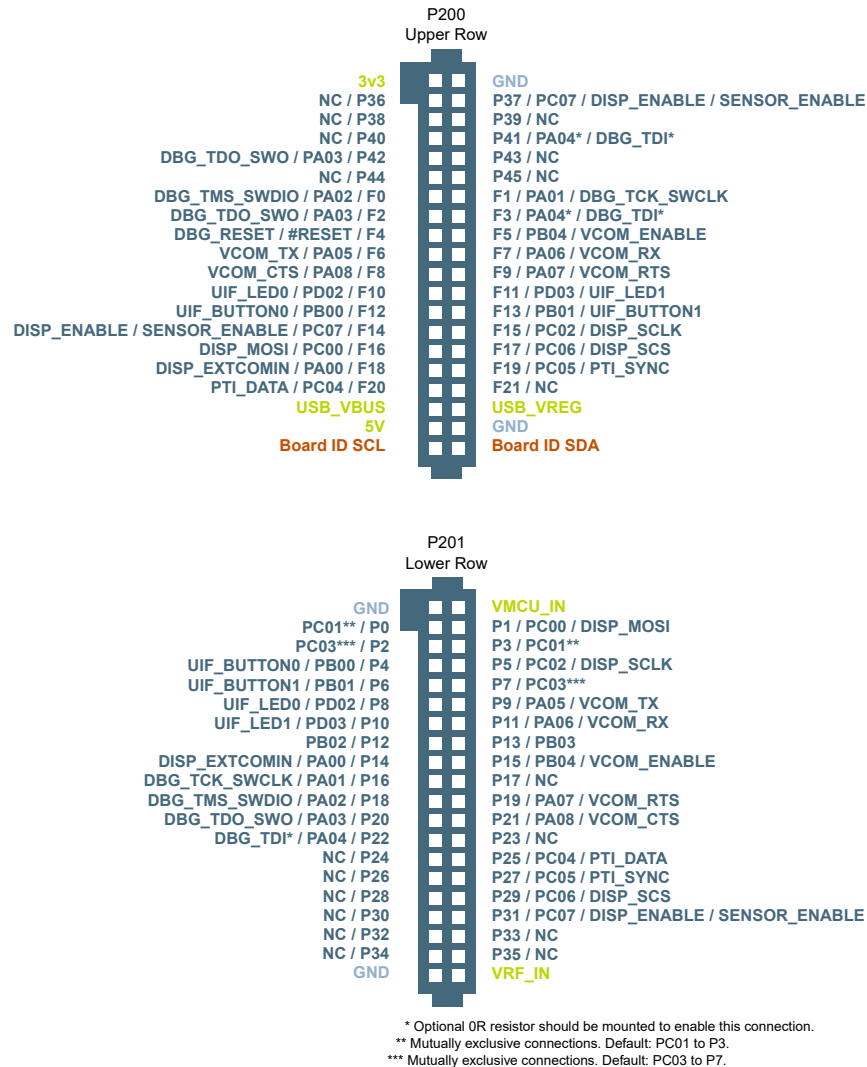 P200
Upper Row
3v3 GND
NC / P36 P37 / PC07 / DISP_ENABLE / SENSOR_ENABLE
NC / P38 P39 / NC
NC / P40 P41 / PA04* / DBG_TDI*
DBG_TDO_SWO / PA03 / P42 P43 / NC
NC / P44 P45 / NC
DBG_TMS_SWDIO / PA02 / F0 F1 / PA01 / DBG_TCK_SWCLK
DBG_TDO_SWO / PA03 / F2 F3 / PA04* / DBG_TDI*
DBG_RESET / #RESET / F4 F5 / PB04 / VCOM_ENABLE
VCOM_TX / PA05 / F6 F7 / PA06 / VCOM_RX
VCOM_CTS / PA08 / F8 F9 / PA07 / VCOM_RTS
UIF_LED0 / PD02 / F10 F11 / PD03 / UIF_LED1
UIF_BUTTON0 / PB00 / F12 F13 / PB01 / UIF_BUTTON1
DISP_ENABLE / SENSOR_ENABLE / PC07 / F14 F15 / PC02 / DISP_SCLK
DISP_MOSI / PC00 / F16 F17 / PC06 / DISP_SCS
DISP_EXTCOMIN / PA00 / F18 F19 / PC05 / PTI_SYNC
PTI_DATA / PC04 / F20 F21 / NC
USB_VBUS USB_VREG
5V GND
Board ID SCL Board ID SDA
P201
Lower Row
GND VMCU_IN
PC01** / P0 P1 / PC00 / DISP_MOSI
PC03*** / P2 P3 / PC01**
UIF_BUTTON0 / PB00 / P4 P5 / PC02 / DISP_SCLK
UIF_BUTTON1 / PB01 / P6 P7 / PC03***
UIF_LED0 / PD02 / P8 P9 / PA05 / VCOM_TX
UIF_LED1 / PD03 / P10 P11 / PA06 / VCOM_RX
PB02 / P12 P13 / PB03
DISP_EXTCOMIN / PA00 / P14 P15 / PB04 / VCOM_ENABLE
DBG_TCK_SWCLK / PA01 / P16 P17 / NC
DBG_TMS_SWDIO / PA02 / P18 P19 / PA07 / VCOM_RTS
DBG_TDO_SWO / PA03 / P20 P21 / PA08 / VCOM_CTS
DBG_TDI* / PA04 / P22 P23 / NC
NC / P24 P25 / PC04 / PTI_DATA
NC / P26 P27 / PC05 / PTI_SYNC
NC / P28 P29 / PC06 / DISP_SCS
NC / P30 P31 / PC07 / DISP_ENABLE / SENSOR_ENABLE
NC / P32 P33 / NC
NC / P34 P35 / NC
GND VRF_IN
* Optional 0R resistor should be mounted to enable this connection.
** Mutually exclusive connections. Default: PC01 to P3.
*** Mutually exclusive connections. Default: PC03 to P7.